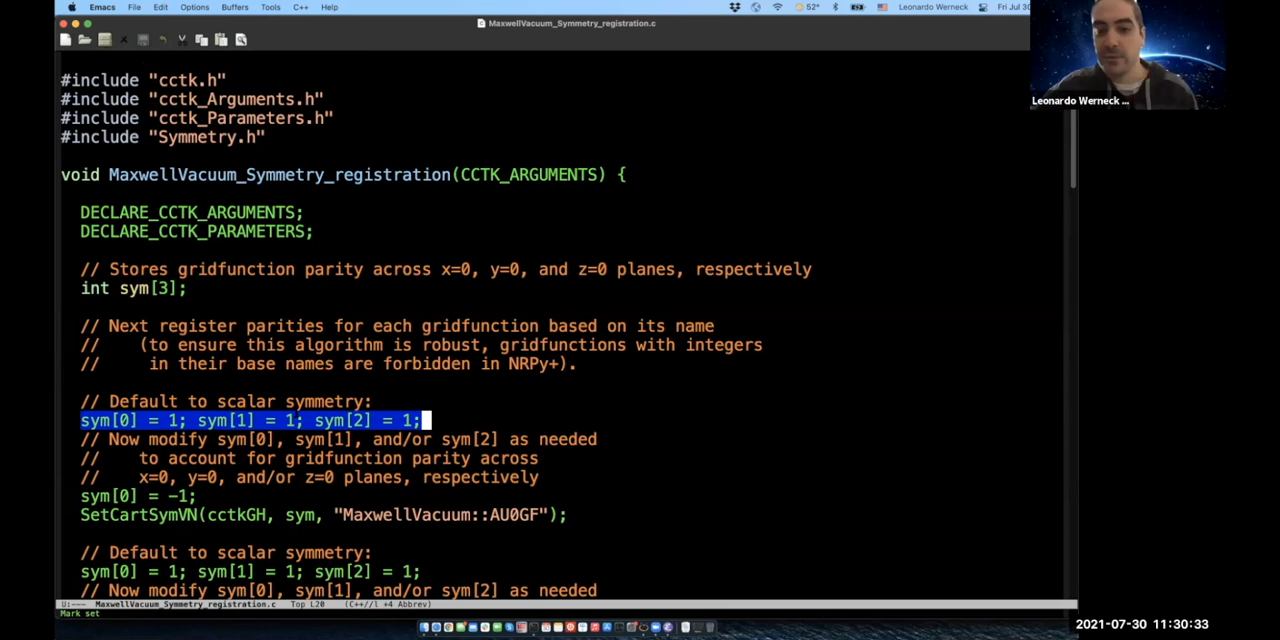 Emacs File Edit Options Buffers Tools C++ Help
52° Leonardo Werneck Fri Jul 30
MaxwellVacuum_Symmetry_registration.c
#include "cctk.h"
#include "cctk_Arguments.h"
#include "cctk_Parameters.h"
#include "Symmetry.h"
void MaxwellVacuum_Symmetry_registration(CCTK_ARGUMENTS) {
DECLARE_CCTK_ARGUMENTS;
DECLARE_CCTK_PARAMETERS;
// Stores gridfunction parity across x=0, y=0, and z=0 planes, respectively
int sym[3];
// Next register parities for each gridfunction based on its name
// (to ensure this algorithm is robust, gridfunctions with integers
// in their base names are forbidden in NRPy+).
// Default to scalar symmetry:
sym[0] = 1; sym[1] = 1; sym[2] = 1;
// Now modify sym[0], sym[1], and/or sym[2] as needed
// to account for gridfunction parity across
// x=0, y=0, and/or z=0 planes, respectively
sym[0] = -1;
SetCartSymVN(cctkGH, sym, "MaxwellVacuum::AU0GF");
// Default to scalar symmetry:
sym[0] = 1; sym[1] = 1; sym[2] = 1;
// Now modify sym[0], sym[1], and/or sym[2] as needed
U:--- MaxwellVacuum_Symmetry_registration.c Top L20 (C++//l +4 Abbrev)
Mark set
Leonardo Werneck ...
2021-07-30 11:30:33